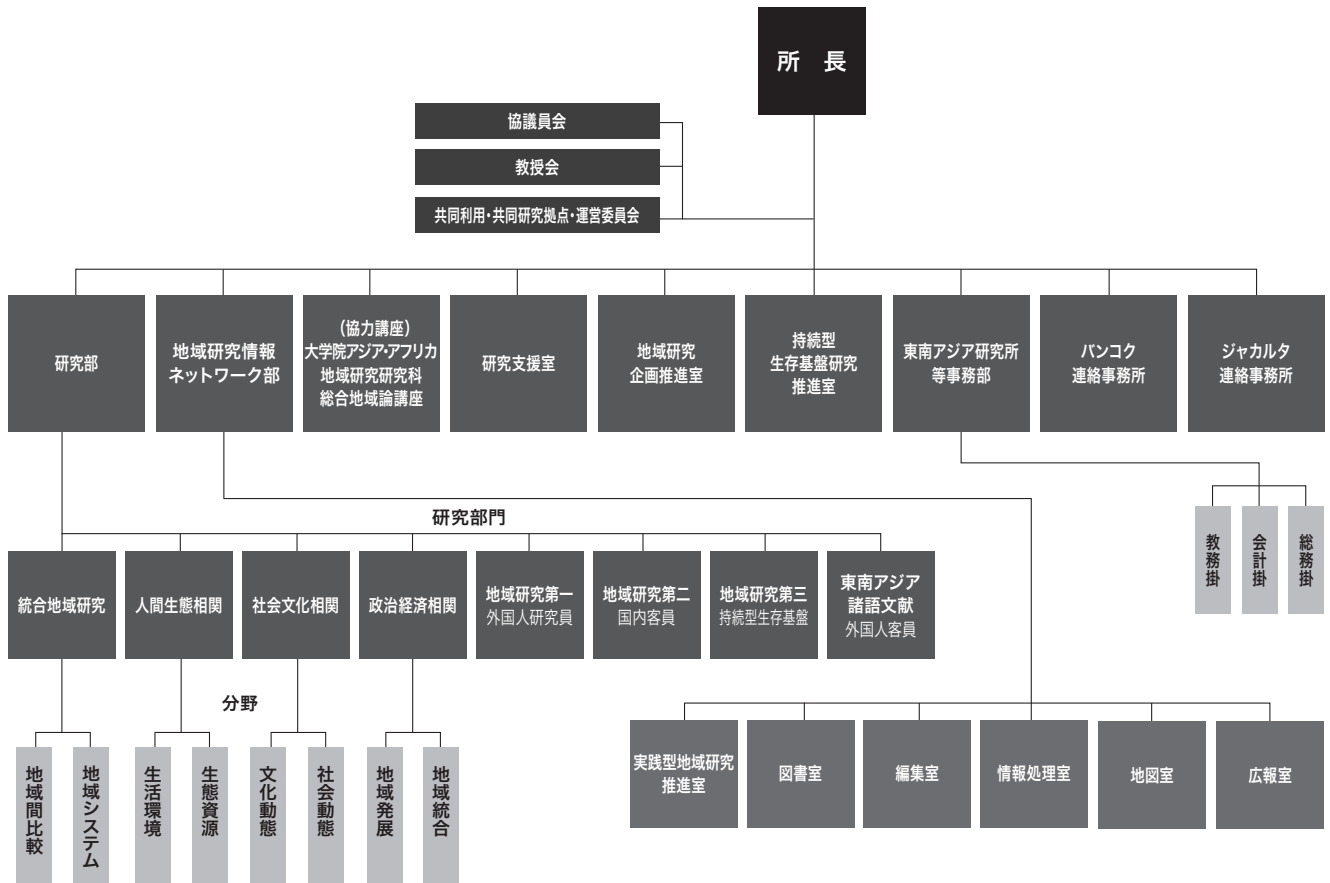 所 長
協議員会
教授会
共同利用・共同研究拠点・運営委員会
研究部
地域研究情報
ネットワーク部
(協力講座)
大学院アジア・アフリカ
地域研究研究科
総合地域論講座
研究支援室
地域研究
企画推進室
持続型
生存基盤研究
推進室
東南アジア研究所
等事務部
バンコク
連絡事務所
ジャカルタ
連絡事務所
教務掛
会計掛
総務掛
研究部門
統合地域研究
人間生態相関
社会文化相関
政治経済相関
地域研究第一
外国人研究員
地域研究第二
国内客員
地域研究第三
持続型生存基盤
東南アジア
諸語文献
外国人客員
分野
地域間比較
地域システム
生活環境
生態資源
文化動態
社会動態
地域発展
地域統合
実践型地域研究
推進室
図書室
編集室
情報処理室
地図室
広報室